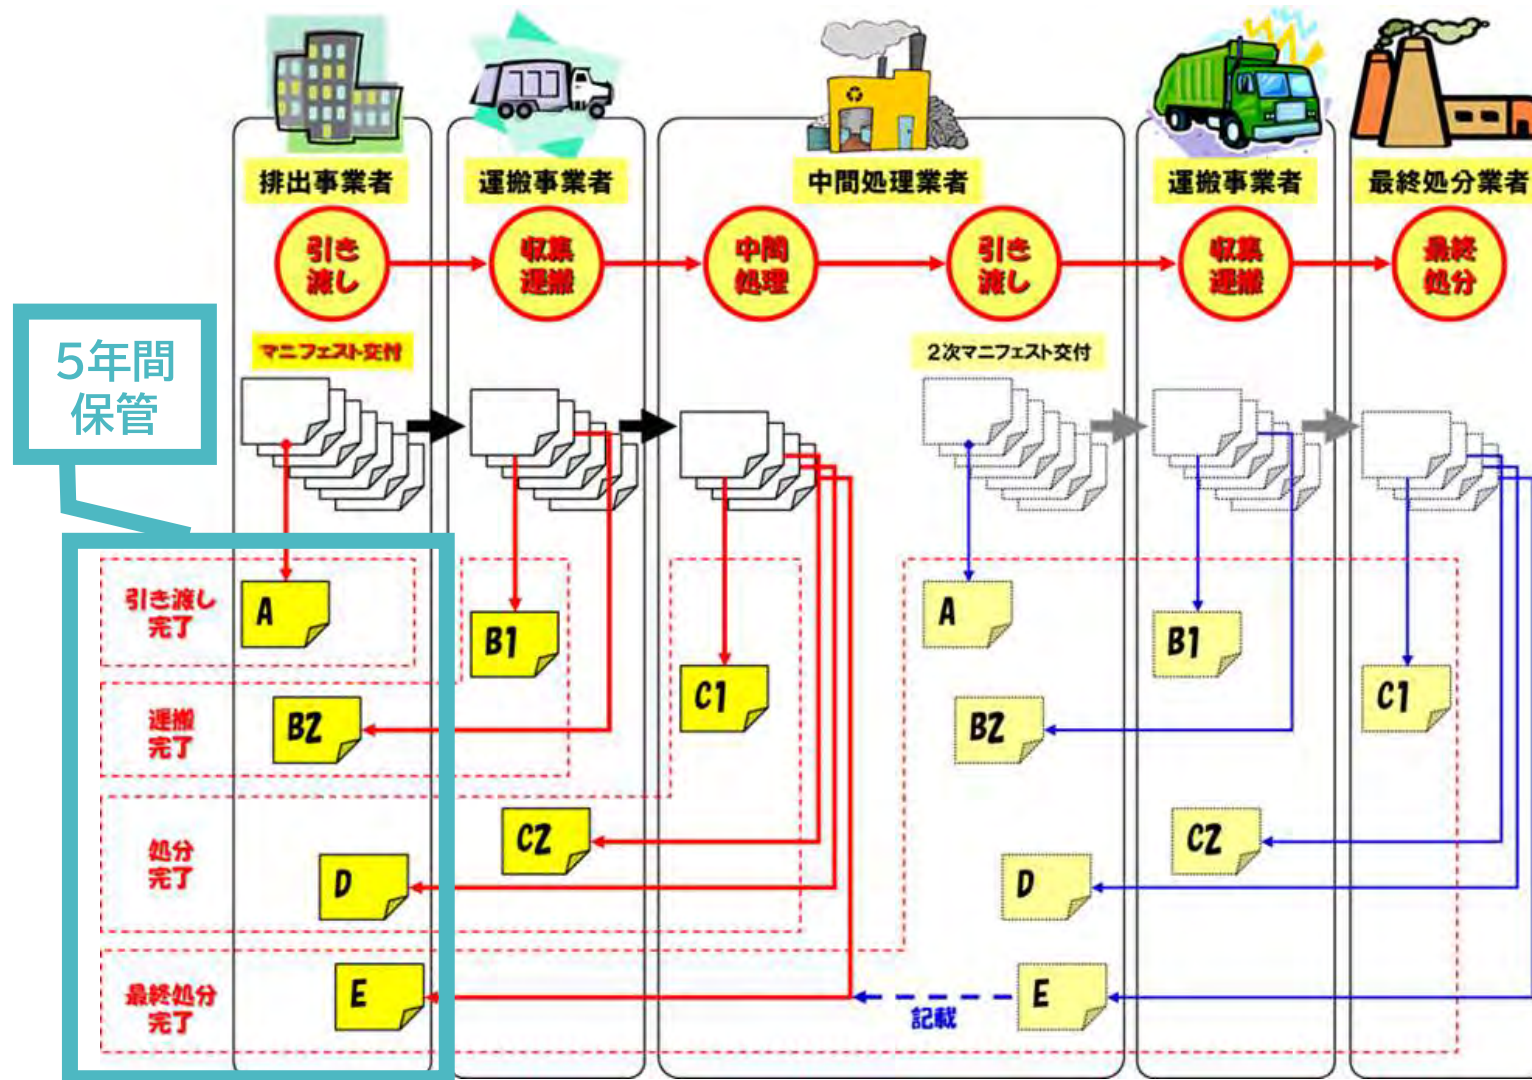 排出事業者
運搬事業者
中間処理業者
運搬事業者
最終処分業者
引き
渡し
収集
運搬
中間
処理
引き
渡し
収集
運搬
最終
処分
5年間
保管
マニフェスト交付
2次マニフェスト交付
引き渡し
完了
A
B1
C1
A
B1
C1
運搬
完了
B2
B2
処分
完了
C2
D
C2
D
最終処分
完了
E
記載
E